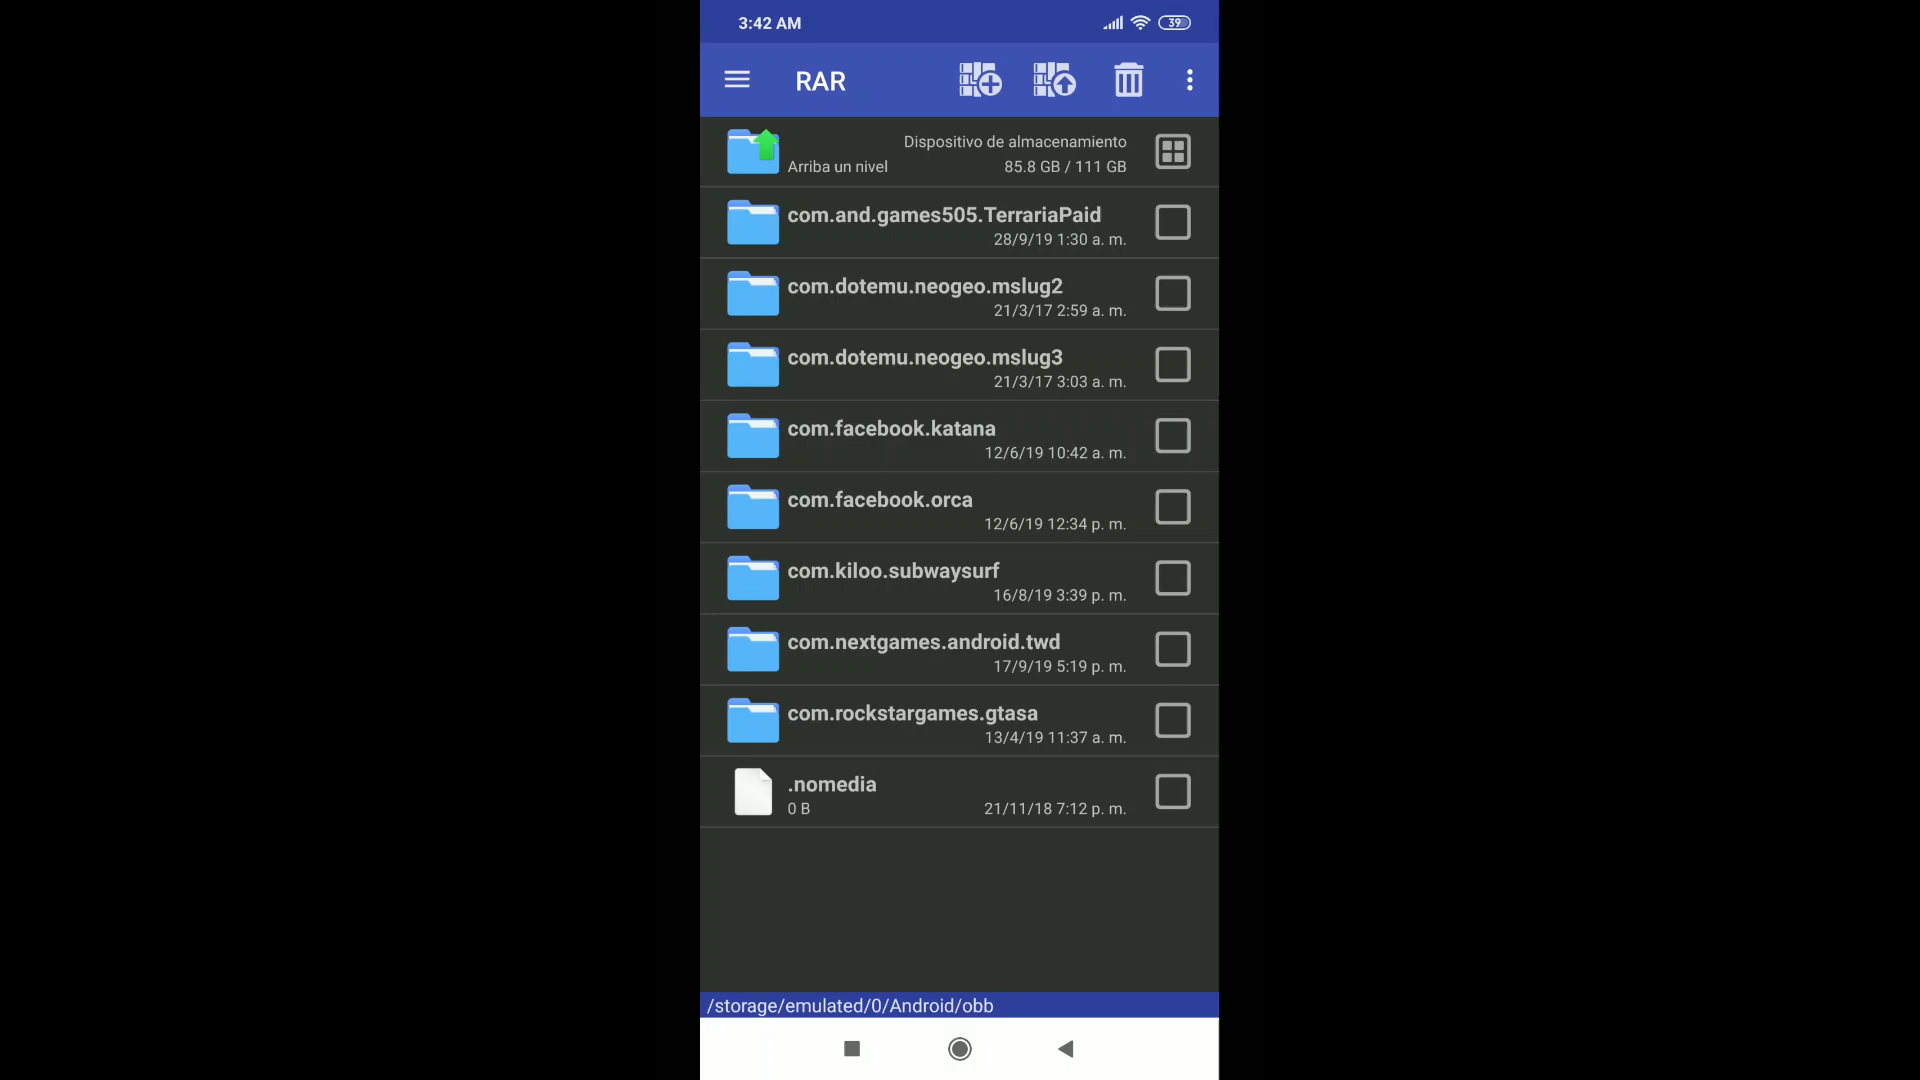 3:42 AM
39
RAR
Dispositivo de almacenamiento
Arriba un nivel
85.8 GB / 111 GB
com.and.games505.TerrariaPaid
28/9/19 1:30 a. m.
com.dotemu.neogeo.mslug2
21/3/17 2:59 a. m.
com.dotemu.neogeo.mslug3
21/3/17 3:03 a. m.
com.facebook.katana
12/6/19 10:42 a. m.
com.facebook.orca
12/6/19 12:34 p. m.
com.kiloo.subwaysurf
16/8/19 3:39 p. m.
com.nextgames.android.twd
17/9/19 5:19 p. m.
com.rockstargames.gtasa
13/4/19 11:37 a. m.
.nomedia
0 B
21/11/18 7:12 p. m.
/storage/emulated/0/Android/obb